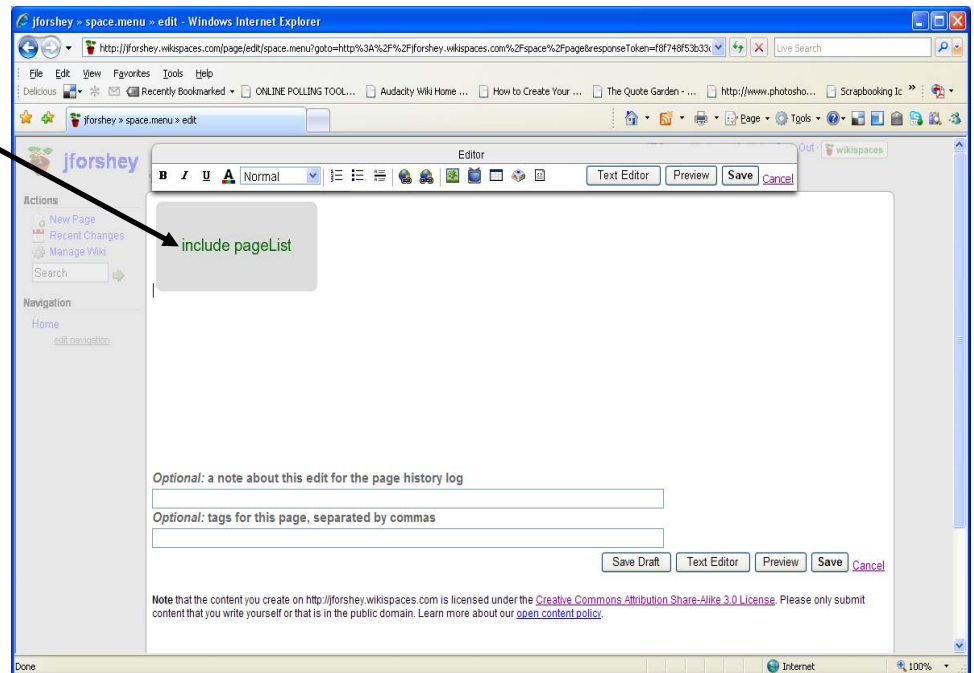 jforshey » space.menu » edit - Windows Internet Explorer
http://jforshey.wikispaces.com/page/edit/space.menu?goto=http%3A%2F%2Fjforshey.wikispaces.com%2Fspace%2Fpage&responseToken=f8f748f53b33c
Live Search
File Edit View Favorites Tools Help
Delicious Recently Bookmarked ONLINE POLLING TOOL... Audacity Wiki Home ... How to Create Your ... The Quote Garden - ... http://www.photosho... Scrapbooking Ic »
jforshey » space.menu » edit
Page Tools
jforshey
Editor
Out wikispaces
B I U A Normal Text Editor Preview Save Cancel
Actions
New Page
Recent Changes
Manage Wiki
Search
include pageList
Navigation
Home
edit navigation
Optional: a note about this edit for the page history log
Optional: tags for this page, separated by commas
Save Draft Text Editor Preview Save Cancel
Note that the content you create on http://jforshey.wikispaces.com is licensed under the Creative Commons Attribution Share-Alike 3.0 License. Please only submit
content that you write yourself or that is in the public domain. Learn more about our open content policy.
Done Internet 100%